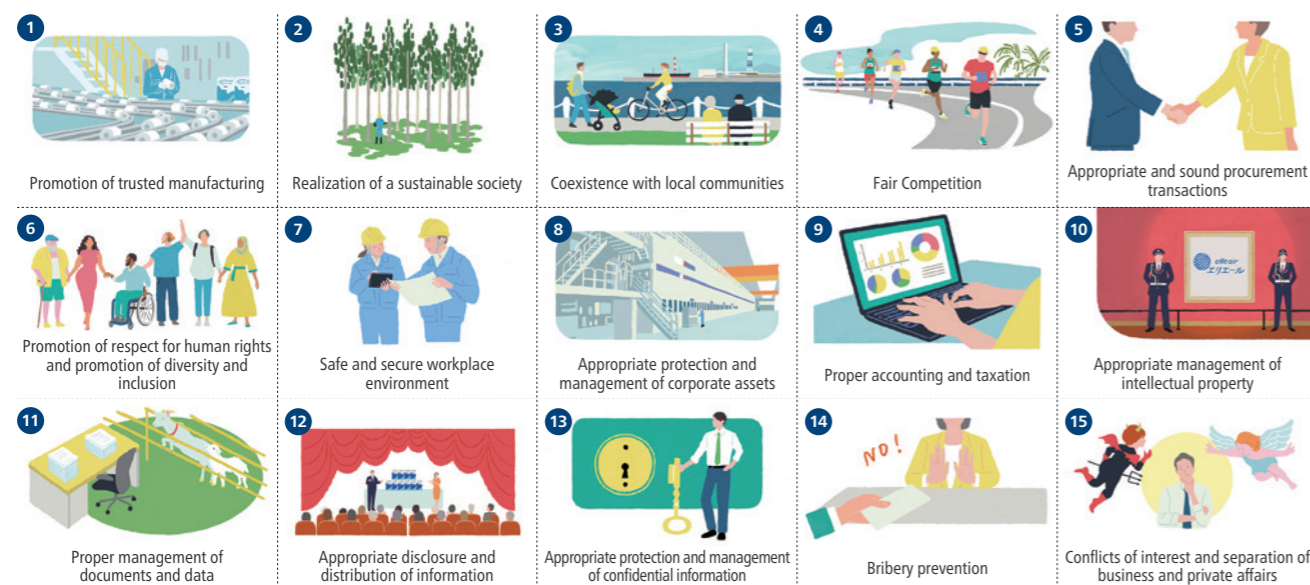 1
Promotion of trusted manufacturing
2
Realization of a sustainable society
3
Coexistence with local communities
4
Fair Competition
5
Appropriate and sound procurement
transactions
6
Promotion of respect for human rights
and promotion of diversity and
inclusion
7
Safe and secure workplace
environment
8
Appropriate protection and
management of corporate assets
9
Proper accounting and taxation
10
elleair
エリエール
Appropriate management of
intellectual property
11
Proper management of
documents and data
12
Appropriate disclosure and
distribution of information
13
Appropriate protection and management
of confidential information
14
NO!
Bribery prevention
15
Conflicts of interest and separation of
business and private affairs